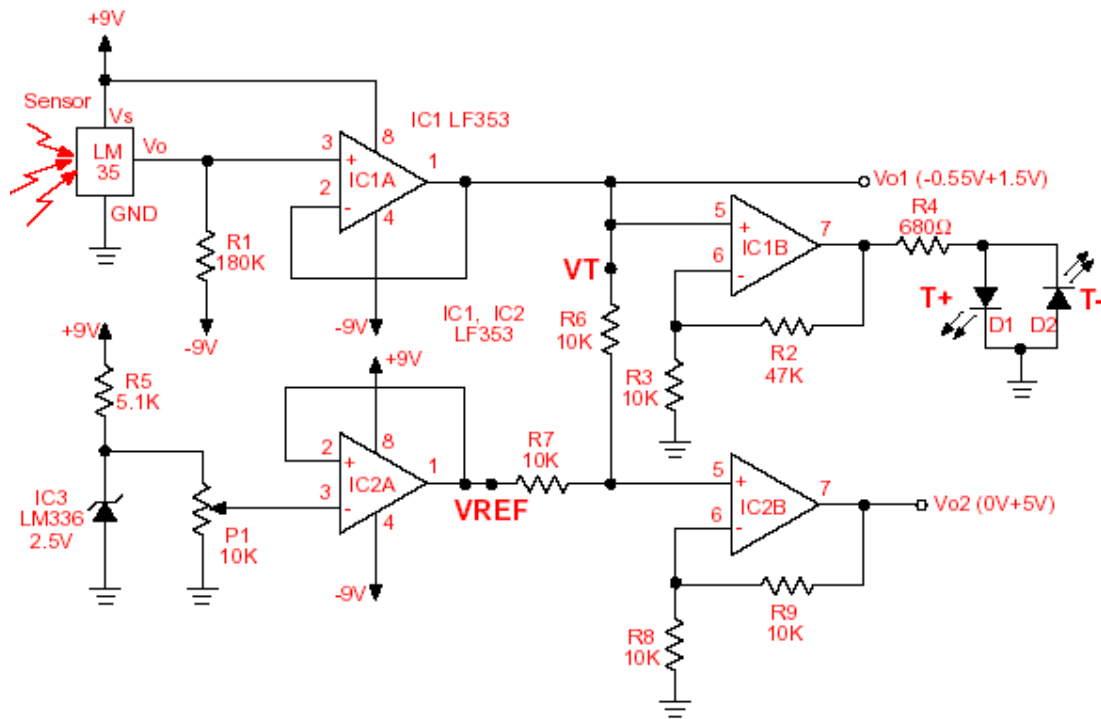 +9V
Sensor
Vs
LM
35
Vo
GND
R1
180K
-9V
IC1 LF353
3
+
2
-
8
1
4
IC1A
-9V
IC1, IC2
LF353
VT
R6
10K
Vo1 (-0.55V+1.5V)
5
+
6
-
7
IC1B
R4
680Ω
T+
D1
D2
T-
R2
47K
R3
10K
+9V
R5
5.1K
IC3
LM336
2.5V
P1
10K
+9V
2
+
3
-
8
1
4
IC2A
-9V
VREF
R7
10K
5
+
6
-
7
IC2B
Vo2 (0V+5V)
R9
10K
R8
10K